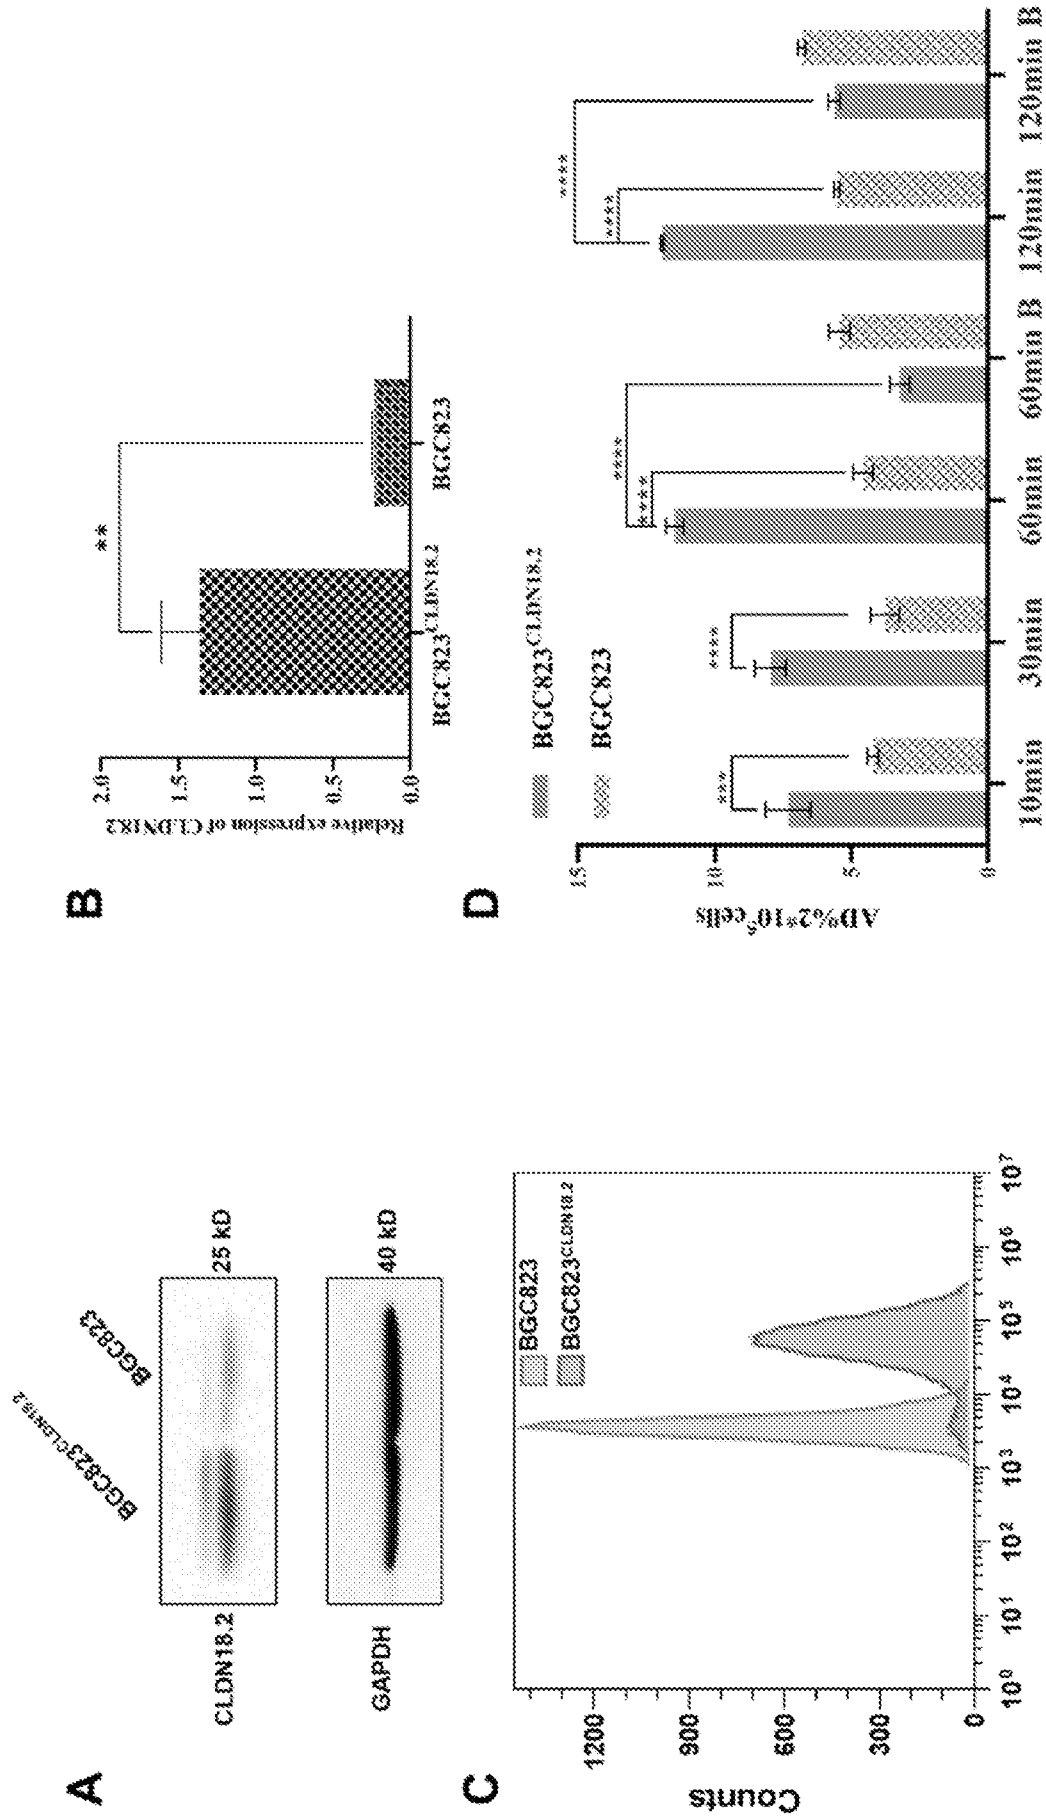 A
BGC823CLDN18.2
BGC823
CLDN18.2
25 kD
GAPDH
40 kD
B
Relative expression of CLDN18.2
2.0
1.5
1.0
0.5
0.0
**
BGC823CLDN18.2
BGC823
C
Counts
1200
900
600
300
0
10⁰
10¹
10²
10³
10⁴
10⁵
10⁶
10⁷
BGC823
BGC823CLDN18.2
D
AD%2*10⁵cells
15
10
5
0
BGC823CLDN18.2
BGC823
***
****
****
****
****
****
10min
30min
60min
60min B
120min
120min B